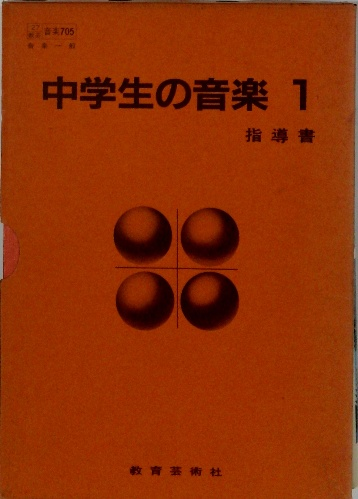 音楽705
中学生の音楽 1
指導書
教育芸術社